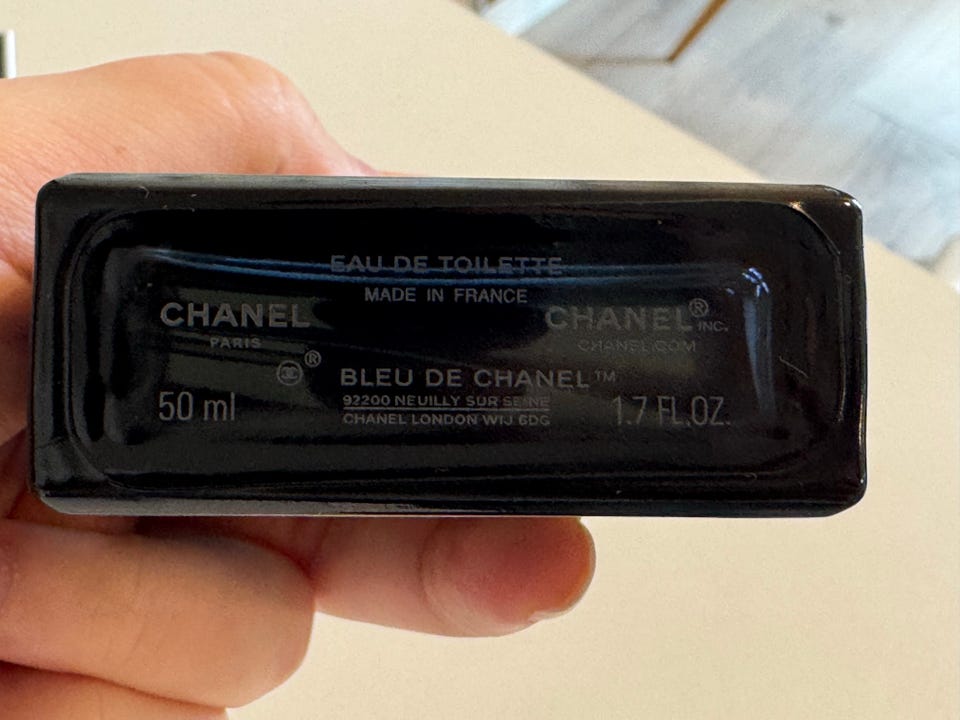 EAU DE TOILETTE
MADE IN FRANCE
CHANEL
PARIS
50 ml
CHANEL® INC.
CHANEL.COM
®
BLEU DE CHANEL™
92200 NEUILLY SUR SEINE
CHANEL LONDON W1J 6DG
1.7 FL.OZ.